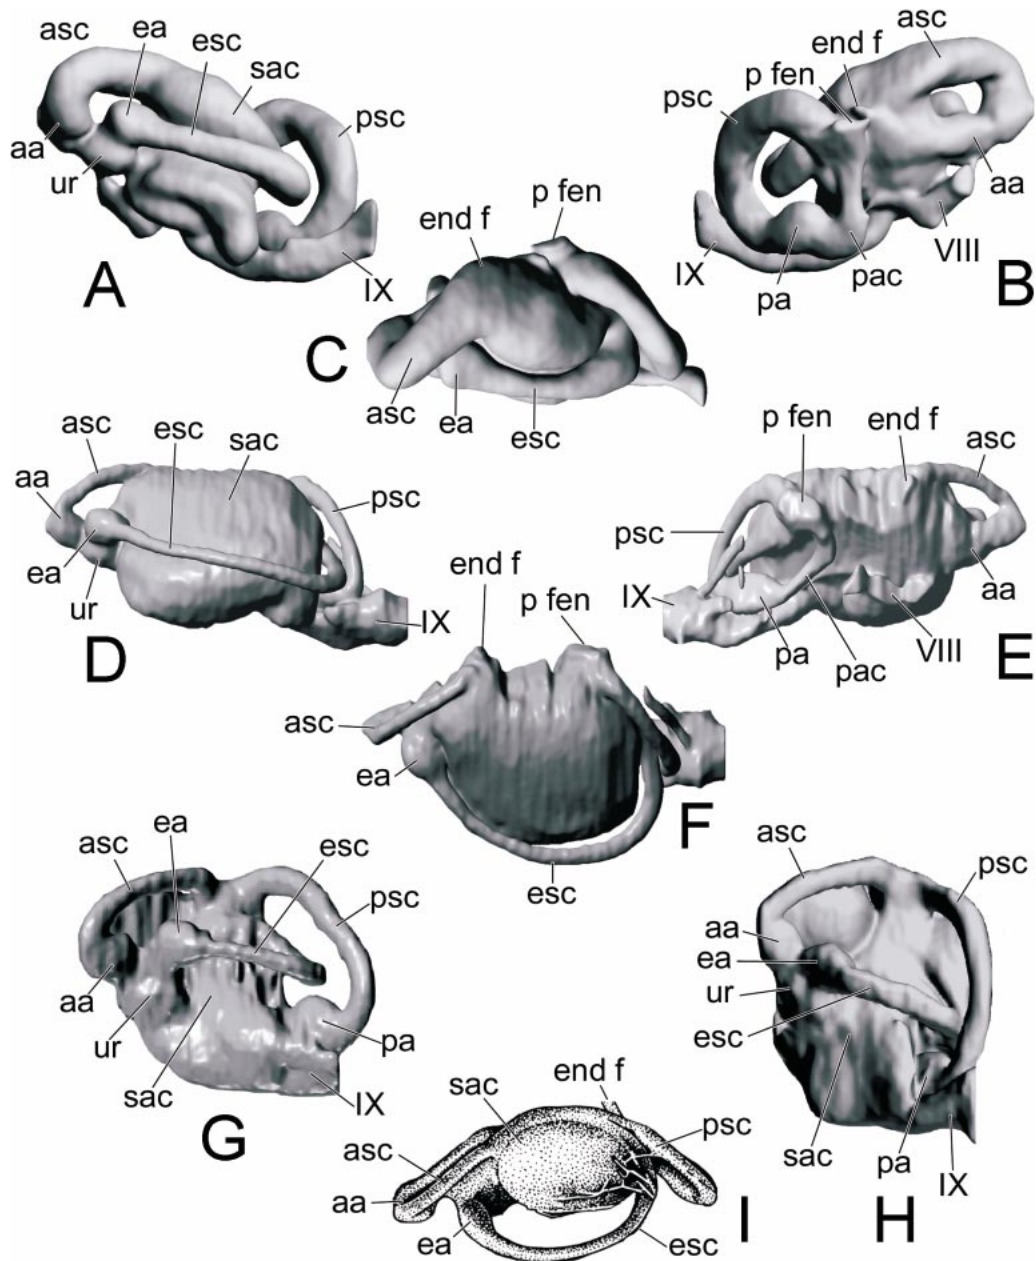 asc ea esc sac psc aa ur IX A
end f asc p fen psc aa VIII IX pac pa B
p fen end f asc ea esc C
asc esc sac aa psc ea ur IX D
p fen end f asc psc IX aa pa pac VIII E
end f p fen asc ea esc F
ea asc esc psc aa ur pa sac IX G
asc psc aa ea ur esc sac pa IX H
end f sac psc asc aa ea esc I